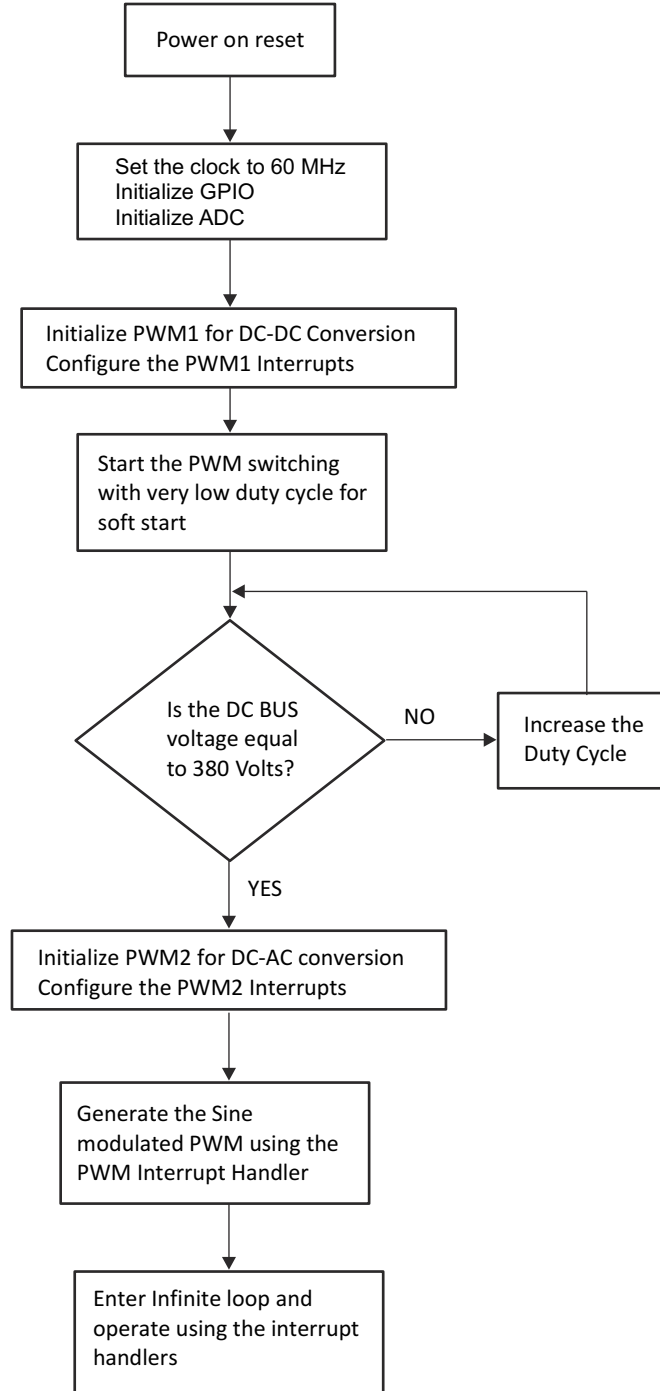 Power on reset
Set the clock to 60 MHz
Initialize GPIO
Initialize ADC
Initialize PWM1 for DC-DC Conversion
Configure the PWM1 Interrupts
Start the PWM switching
with very low duty cycle for
soft start
Is the DC BUS
voltage equal
to 380 Volts?
NO
Increase the
Duty Cycle
YES
Initialize PWM2 for DC-AC conversion
Configure the PWM2 Interrupts
Generate the Sine
modulated PWM using the
PWM Interrupt Handler
Enter Infinite loop and
operate using the interrupt
handlers